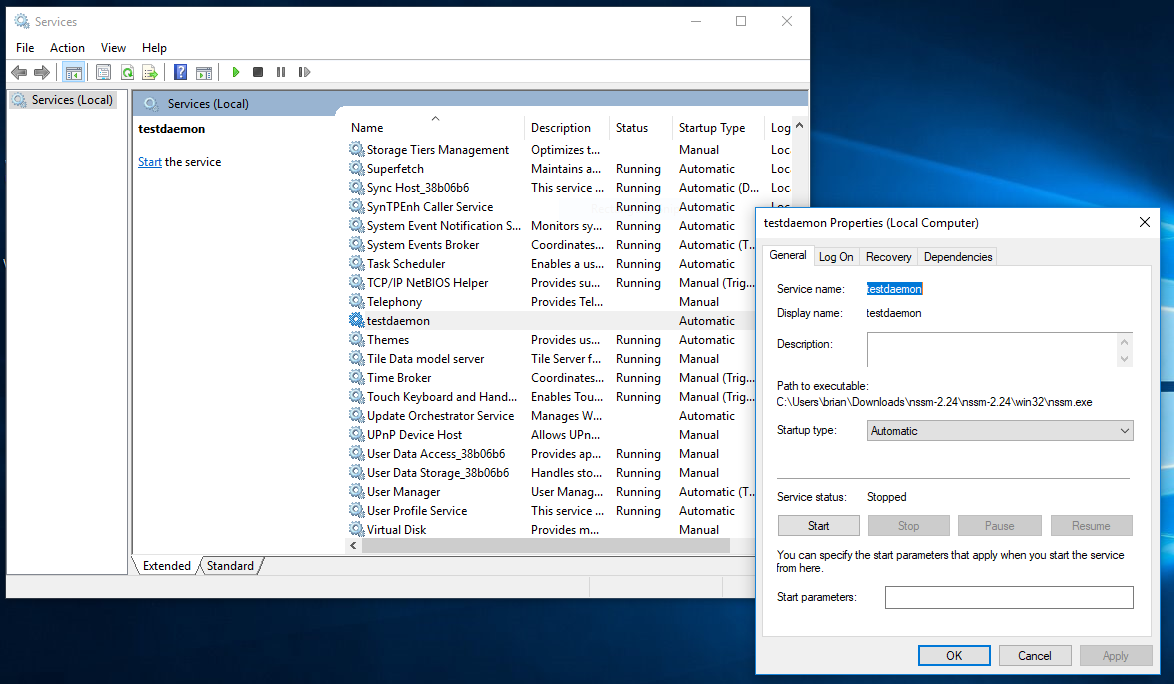 Services
File Action View Help
Services (Local)
Services (Local)
testdaemon
Start the service
Name Description Status Startup Type Log
Storage Tiers Management Optimizes t... Manual Loc
Superfetch Maintains a... Running Automatic Loc
Sync Host_38b06b6 This service ... Running Automatic (D... Loc
SynTPEnh Caller Service Running Automatic Loc
System Event Notification S... Monitors sy... Running Automatic
System Events Broker Coordinates... Running Automatic (T...
Task Scheduler Enables a us... Running Automatic
TCP/IP NetBIOS Helper Provides su... Running Manual (Trig...
Telephony Provides Tel... Manual
testdaemon Automatic
Themes Provides us... Running Automatic
Tile Data model server Tile Server f... Running Manual
Time Broker Coordinates... Running Manual (Trig...
Touch Keyboard and Hand... Enables Tou... Running Manual (Trig...
Update Orchestrator Service Manages W... Automatic
UPnP Device Host Allows UPn... Manual
User Data Access_38b06b6 Provides ap... Running Manual
User Data Storage_38b06b6 Handles sto... Running Manual
User Manager User Manag... Running Automatic (T...
User Profile Service This service ... Running Automatic
Virtual Disk Provides m... Manual
Extended Standard
testdaemon Properties (Local Computer)
General Log On Recovery Dependencies
Service name: testdaemon
Display name: testdaemon
Description:
Path to executable:
C:\Users\brian\Downloads\nssm-2.24\nssm-2.24\win32\nssm.exe
Startup type: Automatic
Service status: Stopped
Start Stop Pause Resume
You can specify the start parameters that apply when you start the service
from here.
Start parameters:
OK Cancel Apply